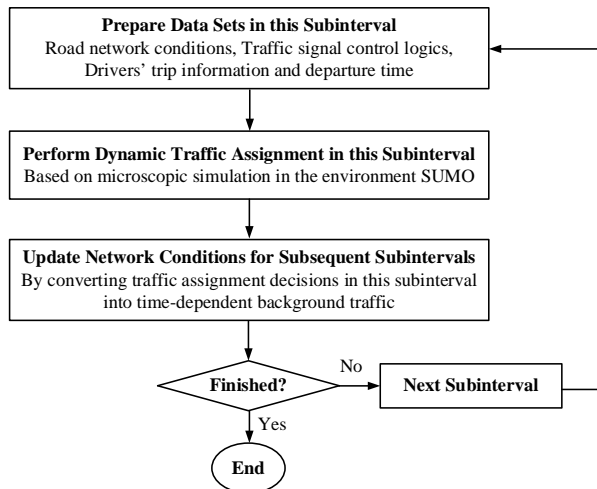 Prepare Data Sets in this Subinterval
Road network conditions, Traffic signal control logics,
Drivers' trip information and departure time
Perform Dynamic Traffic Assignment in this Subinterval
Based on microscopic simulation in the environment SUMO
Update Network Conditions for Subsequent Subintervals
By converting traffic assignment decisions in this subinterval
into time-dependent background traffic
Finished?
No
Next Subinterval
Yes
End